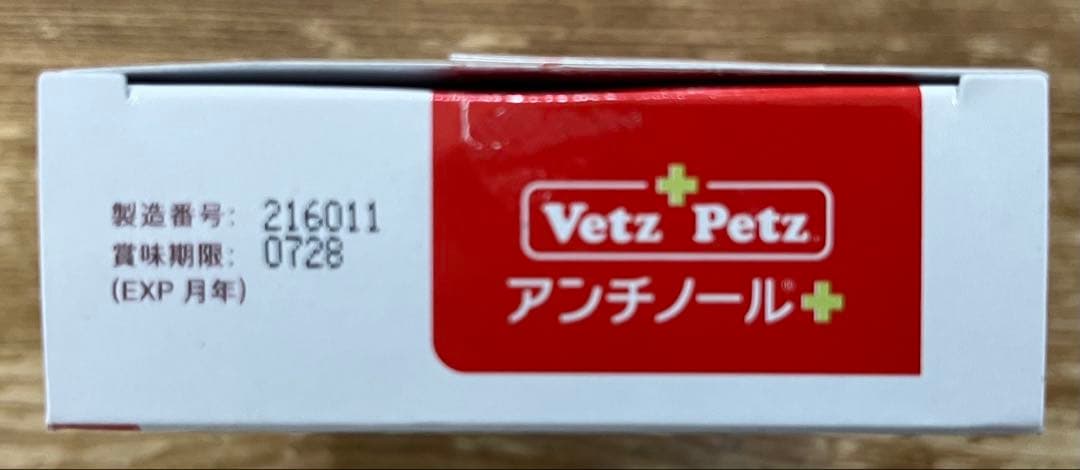 製造番号: 216011
賞味期限: 0728
(EXP 月年)
Vetz Petz
アンチノール®